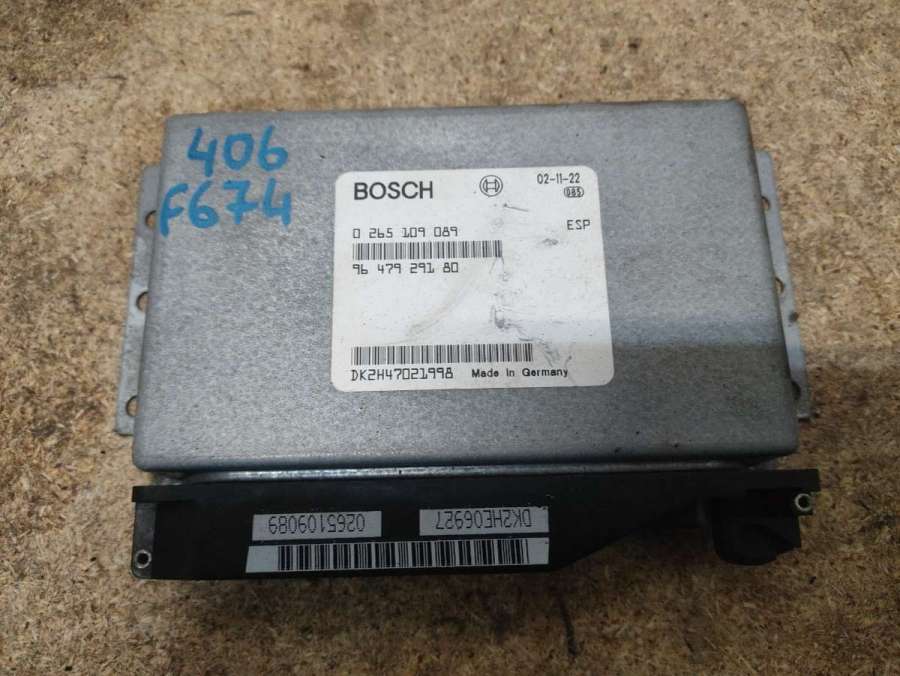 406
F674
BOSCH
02-11-22
085
0 265 109 089
ESP
96 479 291 80
DK2H47021998 Made in Germany
0265109089
DK2HE06927